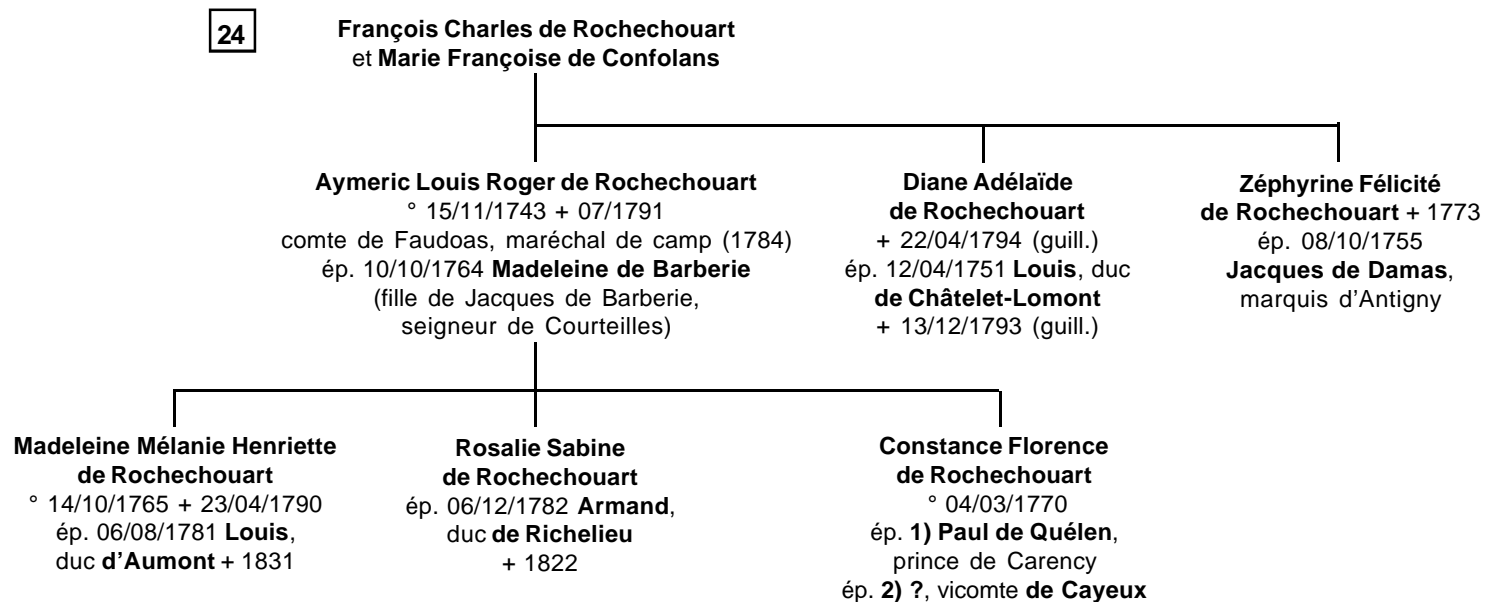 24
François Charles de Rochechouart
et Marie Françoise de Confolans
Aymeric Louis Roger de Rochechouart
° 15/11/1743 + 07/1791
comte de Faudoas, maréchal de camp (1784)
ép. 10/10/1764 Madeleine de Barberie
(fille de Jacques de Barberie,
seigneur de Courteilles)
Diane Adélaïde
de Rochechouart
+ 22/04/1794 (guill.)
ép. 12/04/1751 Louis, duc
de Châtelet-Lomont
+ 13/12/1793 (guill.)
Zéphyrine Félicité
de Rochechouart + 1773
ép. 08/10/1755
Jacques de Damas,
marquis d'Antigny
Madeleine Mélanie Henriette
de Rochechouart
° 14/10/1765 + 23/04/1790
ép. 06/08/1781 Louis,
duc d'Aumont + 1831
Rosalie Sabine
de Rochechouart
ép. 06/12/1782 Armand,
duc de Richelieu
+ 1822
Constance Florence
de Rochechouart
° 04/03/1770
ép. 1) Paul de Quélen,
prince de Carency
ép. 2) ?, vicomte de Cayeux